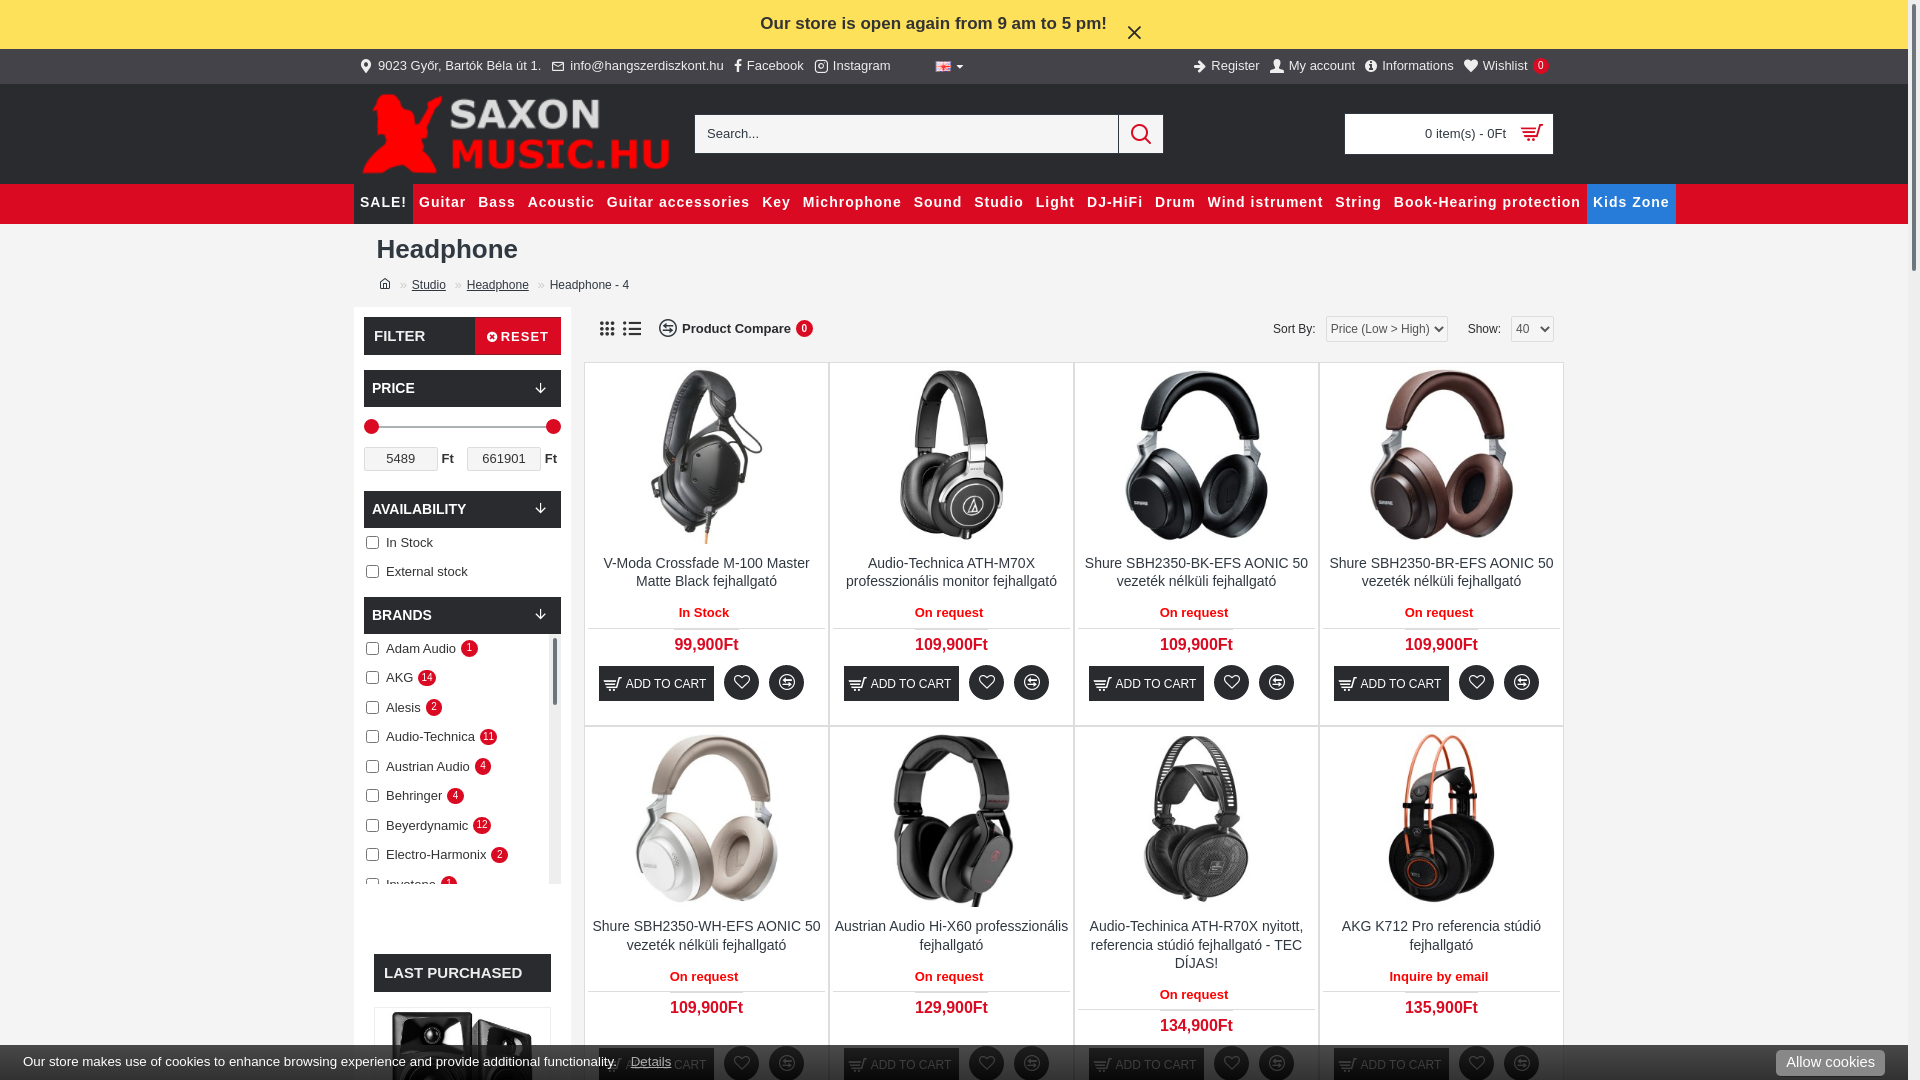 Our store is open again from 9 am to 5 pm!
9023 Győr, Bartók Béla út 1. info@hangszerdiszkont.hu Facebook Instagram Register My account Informations Wishlist 0
SAXON
MUSIC.HU
Search...
0 item(s) - 0Ft
SALE! Guitar Bass Acoustic Guitar accessories Key Michrophone Sound Studio Light DJ-HiFi Drum Wind istrument String Book-Hearing protection Kids Zone
Headphone
» Studio » Headphone » Headphone - 4
FILTER RESET
PRICE
5489 Ft 661901 Ft
AVAILABILITY
In Stock
External stock
BRANDS
Adam Audio 1
AKG 14
Alesis 2
Audio-Technica 11
Austrian Audio 4
Behringer 4
Beyerdynamic 12
Electro-Harmonix 2
LAST PURCHASED
Product Compare 0
Sort By: Price (Low > High) Show: 40
V-Moda Crossfade M-100 Master
Matte Black fejhallgató
In Stock
99,900Ft
ADD TO CART
Audio-Technica ATH-M70X
professzionális monitor fejhallgató
On request
109,900Ft
ADD TO CART
Shure SBH2350-BK-EFS AONIC 50
vezeték nélküli fejhallgató
On request
109,900Ft
ADD TO CART
Shure SBH2350-BR-EFS AONIC 50
vezeték nélküli fejhallgató
On request
109,900Ft
ADD TO CART
Shure SBH2350-WH-EFS AONIC 50
vezeték nélküli fejhallgató
On request
109,900Ft
ADD TO CART
Austrian Audio Hi-X60 professzionális
fejhallgató
On request
129,900Ft
ADD TO CART
Audio-Techinica ATH-R70X nyitott,
referencia stúdió fejhallgató - TEC
DÍJAS!
On request
134,900Ft
ADD TO CART
AKG K712 Pro referencia stúdió
fejhallgató
Inquire by email
135,900Ft
ADD TO CART
Our store makes use of cookies to enhance browsing experience and provide additional functionality. Details
Allow cookies